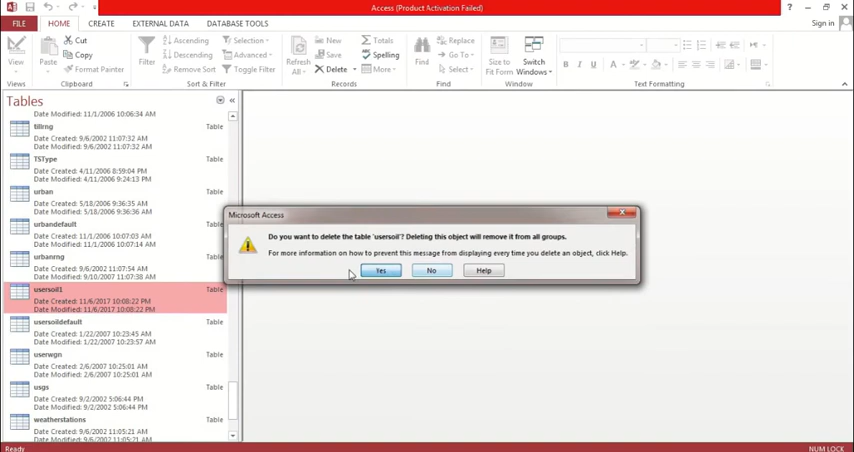 Access (Product Activation Failed)
Sign in
FILE HOME CREATE EXTERNAL DATA DATABASE TOOLS
View
Views
Paste
Cut
Copy
Format Painter
Clipboard
Filter
Ascending
Descending
Remove Sort
Selection
Advanced
Toggle Filter
Sort & Filter
Refresh All
New
Save
Delete
Totals
Spelling
More
Records
Find
Replace
Go To
Select
Find
Size to Fit Form
Switch Windows
Window
B I U
Text Formatting
Tables
Date Modified: 11/1/2006 10:06:34 AM
tillrng Table
Date Created: 9/6/2002 11:07:32 AM
Date Modified: 9/6/2002 11:07:32 AM
TSType Table
Date Created: 4/11/2006 8:59:04 PM
Date Modified: 4/11/2006 9:24:13 PM
urban Table
Date Created: 5/18/2006 9:36:35 AM
Date Modified: 5/18/2006 9:36:36 AM
urbandefault Table
Date Created: 11/1/2006 10:07:03 AM
Date Modified: 11/1/2006 10:07:14 AM
urbanrng Table
Date Created: 9/6/2002 11:07:54 AM
Date Modified: 9/10/2007 11:07:38 AM
usersoil1 Table
Date Created: 11/6/2017 10:08:22 PM
Date Modified: 11/6/2017 10:08:22 PM
usersoildefault Table
Date Created: 1/22/2007 10:23:45 AM
Date Modified: 1/22/2007 10:23:57 AM
userwgn Table
Date Created: 2/6/2007 10:25:01 AM
Date Modified: 2/6/2007 10:25:01 AM
usgs Table
Date Created: 9/2/2002 5:06:44 PM
Date Modified: 9/2/2002 5:06:44 PM
weatherstations Table
Date Created: 9/6/2002 11:05:21 AM
Microsoft Access
Do you want to delete the table 'usersoil'? Deleting this object will remove it from all groups.
For more information on how to prevent this message from displaying every time you delete an object, click Help.
Yes No Help
Ready
NUM LOCK